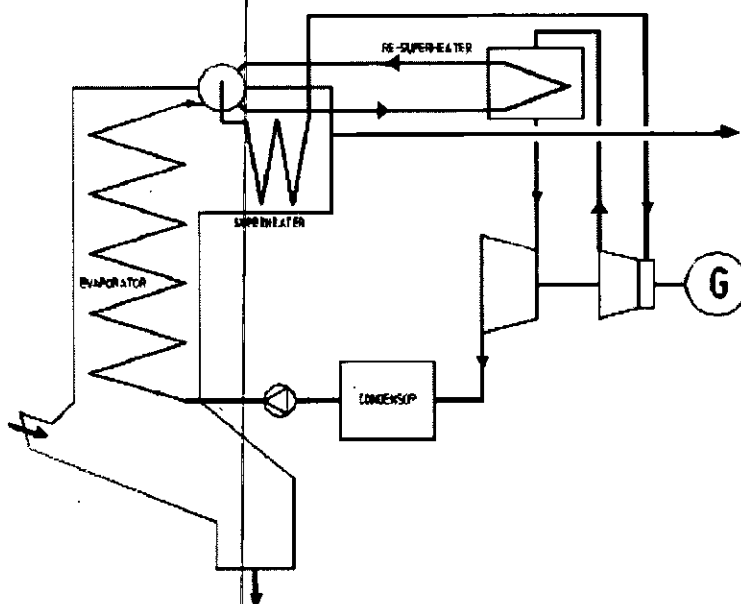 RE-SUPERHEATER
SUPERHEATER
EVAPORATOR
G
CONDENSOR